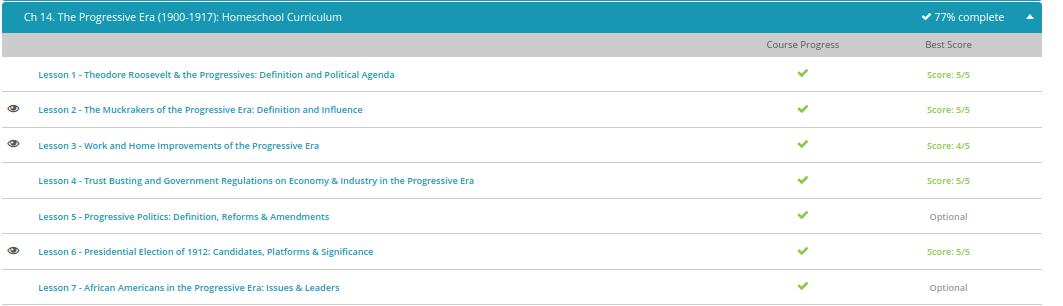 Ch 14. The Progressive Era (1900-1917): Homeschool Curriculum 77% complete
Course Progress Best Score
Lesson 1 - Theodore Roosevelt & the Progressives: Definition and Political Agenda Score: 5/5
Lesson 2 - The Muckrakers of the Progressive Era: Definition and Influence Score: 5/5
Lesson 3 - Work and Home Improvements of the Progressive Era Score: 4/5
Lesson 4 - Trust Busting and Government Regulations on Economy & Industry in the Progressive Era Score: 5/5
Lesson 5 - Progressive Politics: Definition, Reforms & Amendments Optional
Lesson 6 - Presidential Election of 1912: Candidates, Platforms & Significance Score: 5/5
Lesson 7 - African Americans in the Progressive Era: Issues & Leaders Optional